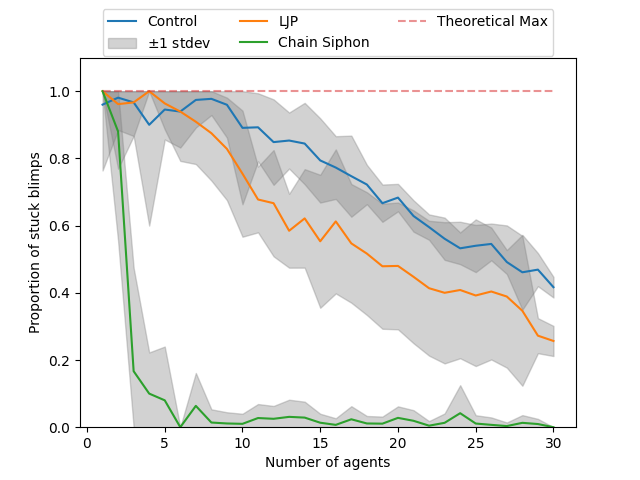 Control
LJP
Theoretical Max
±1 stdev
Chain Siphon
Proportion of stuck blimps
1.0
0.8
0.6
0.4
0.2
0.0
0 5 10 15 20 25 30
Number of agents